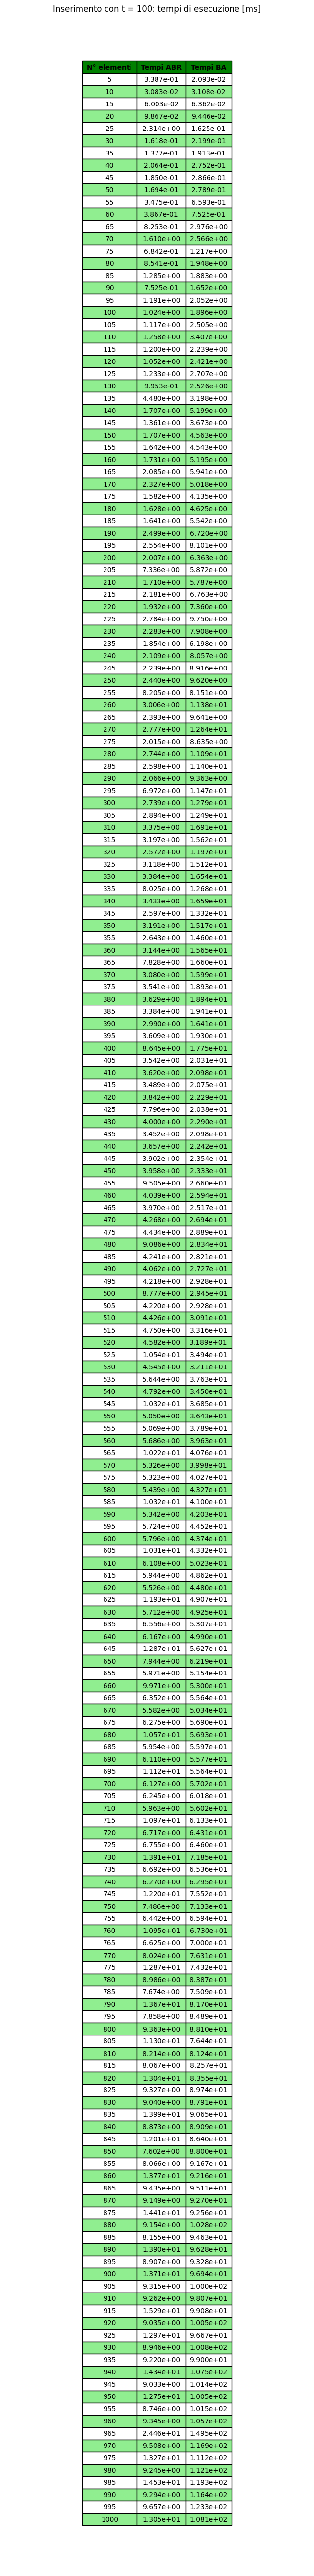 Inserimento con t = 100: tempi di esecuzione [ms]
N° elementi Tempi ABR Tempi BA
5 3.387e-01 2.093e-02
10 3.083e-02 3.108e-02
15 6.003e-02 6.362e-02
20 9.867e-02 9.446e-02
25 2.314e+00 1.625e-01
30 1.618e-01 2.199e-01
35 1.377e-01 1.913e-01
40 2.064e-01 2.752e-01
45 1.850e-01 2.866e-01
50 1.694e-01 2.789e-01
55 3.475e-01 6.593e-01
60 3.867e-01 7.525e-01
65 8.253e-01 2.976e+00
70 1.610e+00 2.566e+00
75 6.842e-01 1.217e+00
80 8.541e-01 1.948e+00
85 1.285e+00 1.883e+00
90 7.525e-01 1.652e+00
95 1.191e+00 2.052e+00
100 1.024e+00 1.896e+00
105 1.117e+00 2.505e+00
110 1.258e+00 3.407e+00
115 1.200e+00 2.239e+00
120 1.052e+00 2.421e+00
125 1.233e+00 2.707e+00
130 9.953e-01 2.526e+00
135 4.480e+00 3.198e+00
140 1.707e+00 5.199e+00
145 1.361e+00 3.673e+00
150 1.707e+00 4.563e+00
155 1.642e+00 4.543e+00
160 1.731e+00 5.195e+00
165 2.085e+00 5.941e+00
170 2.327e+00 5.018e+00
175 1.582e+00 4.135e+00
180 1.628e+00 4.625e+00
185 1.641e+00 5.542e+00
190 2.499e+00 6.720e+00
195 2.554e+00 8.101e+00
200 2.007e+00 6.363e+00
205 7.336e+00 5.872e+00
210 1.710e+00 5.787e+00
215 2.181e+00 6.763e+00
220 1.932e+00 7.360e+00
225 2.784e+00 9.750e+00
230 2.283e+00 7.908e+00
235 1.854e+00 6.198e+00
240 2.109e+00 8.057e+00
245 2.239e+00 8.916e+00
250 2.440e+00 9.620e+00
255 8.205e+00 8.151e+00
260 3.006e+00 1.138e+01
265 2.393e+00 9.641e+00
270 2.777e+00 1.264e+01
275 2.015e+00 8.635e+00
280 2.744e+00 1.109e+01
285 2.598e+00 1.140e+01
290 2.066e+00 9.363e+00
295 6.972e+00 1.147e+01
300 2.739e+00 1.279e+01
305 2.894e+00 1.249e+01
310 3.375e+00 1.691e+01
315 3.197e+00 1.562e+01
320 2.572e+00 1.197e+01
325 3.118e+00 1.512e+01
330 3.384e+00 1.654e+01
335 8.025e+00 1.268e+01
340 3.433e+00 1.659e+01
345 2.597e+00 1.332e+01
350 3.191e+00 1.517e+01
355 2.643e+00 1.460e+01
360 3.144e+00 1.565e+01
365 7.828e+00 1.660e+01
370 3.080e+00 1.599e+01
375 3.541e+00 1.893e+01
380 3.629e+00 1.894e+01
385 3.384e+00 1.941e+01
390 2.990e+00 1.641e+01
395 3.609e+00 1.930e+01
400 8.645e+00 1.775e+01
405 3.542e+00 2.031e+01
410 3.620e+00 2.098e+01
415 3.489e+00 2.075e+01
420 3.842e+00 2.229e+01
425 7.796e+00 2.038e+01
430 4.000e+00 2.290e+01
435 3.452e+00 2.098e+01
440 3.657e+00 2.242e+01
445 3.902e+00 2.354e+01
450 3.958e+00 2.333e+01
455 9.505e+00 2.660e+01
460 4.039e+00 2.594e+01
465 3.970e+00 2.517e+01
470 4.268e+00 2.694e+01
475 4.434e+00 2.889e+01
480 9.086e+00 2.834e+01
485 4.241e+00 2.821e+01
490 4.062e+00 2.727e+01
495 4.218e+00 2.928e+01
500 8.777e+00 2.945e+01
505 4.220e+00 2.928e+01
510 4.426e+00 3.091e+01
515 4.750e+00 3.316e+01
520 4.582e+00 3.189e+01
525 1.054e+01 3.494e+01
530 4.545e+00 3.211e+01
535 5.644e+00 3.763e+01
540 4.792e+00 3.450e+01
545 1.032e+01 3.685e+01
550 5.050e+00 3.643e+01
555 5.069e+00 3.789e+01
560 5.686e+00 3.963e+01
565 1.022e+01 4.076e+01
570 5.326e+00 3.998e+01
575 5.323e+00 4.027e+01
580 5.439e+00 4.327e+01
585 1.032e+01 4.100e+01
590 5.342e+00 4.203e+01
595 5.724e+00 4.452e+01
600 5.796e+00 4.374e+01
605 1.031e+01 4.332e+01
610 6.108e+00 5.023e+01
615 5.944e+00 4.862e+01
620 5.526e+00 4.480e+01
625 1.193e+01 4.907e+01
630 5.712e+00 4.925e+01
635 6.556e+00 5.307e+01
640 6.167e+00 4.990e+01
645 1.287e+01 5.627e+01
650 7.944e+00 6.219e+01
655 5.971e+00 5.154e+01
660 9.971e+00 5.300e+01
665 6.352e+00 5.564e+01
670 5.582e+00 5.034e+01
675 6.275e+00 5.690e+01
680 1.057e+01 5.693e+01
685 5.954e+00 5.597e+01
690 6.110e+00 5.577e+01
695 1.112e+01 5.564e+01
700 6.127e+00 5.702e+01
705 6.245e+00 6.018e+01
710 5.963e+00 5.602e+01
715 1.097e+01 6.133e+01
720 6.717e+00 6.431e+01
725 6.755e+00 6.460e+01
730 1.391e+01 7.185e+01
735 6.692e+00 6.536e+01
740 6.270e+00 6.295e+01
745 1.220e+01 7.552e+01
750 7.486e+00 7.133e+01
755 6.442e+00 6.594e+01
760 1.095e+01 6.730e+01
765 6.625e+00 7.000e+01
770 8.024e+00 7.631e+01
775 1.287e+01 7.432e+01
780 8.986e+00 8.387e+01
785 7.674e+00 7.509e+01
790 1.367e+01 8.170e+01
795 7.858e+00 8.489e+01
800 9.363e+00 8.810e+01
805 1.130e+01 7.644e+01
810 8.214e+00 8.124e+01
815 8.067e+00 8.257e+01
820 1.304e+01 8.355e+01
825 9.327e+00 8.974e+01
830 9.040e+00 8.791e+01
835 1.399e+01 9.065e+01
840 8.873e+00 8.909e+01
845 1.201e+01 8.640e+01
850 7.602e+00 8.800e+01
855 8.066e+00 9.167e+01
860 1.377e+01 9.216e+01
865 9.435e+00 9.511e+01
870 9.149e+00 9.270e+01
875 1.441e+01 9.256e+01
880 9.154e+00 1.028e+02
885 8.155e+00 9.463e+01
890 1.390e+01 9.628e+01
895 8.907e+00 9.328e+01
900 1.371e+01 9.694e+01
905 9.315e+00 1.000e+02
910 9.262e+00 9.807e+01
915 1.529e+01 9.908e+01
920 9.035e+00 1.005e+02
925 1.297e+01 9.667e+01
930 8.946e+00 1.008e+02
935 9.220e+00 9.900e+01
940 1.434e+01 1.075e+02
945 9.033e+00 1.014e+02
950 1.275e+01 1.005e+02
955 8.746e+00 1.015e+02
960 9.345e+00 1.057e+02
965 2.446e+01 1.495e+02
970 9.508e+00 1.169e+02
975 1.327e+01 1.112e+02
980 9.245e+00 1.121e+02
985 1.453e+01 1.193e+02
990 9.294e+00 1.164e+02
995 9.657e+00 1.233e+02
1000 1.305e+01 1.081e+02